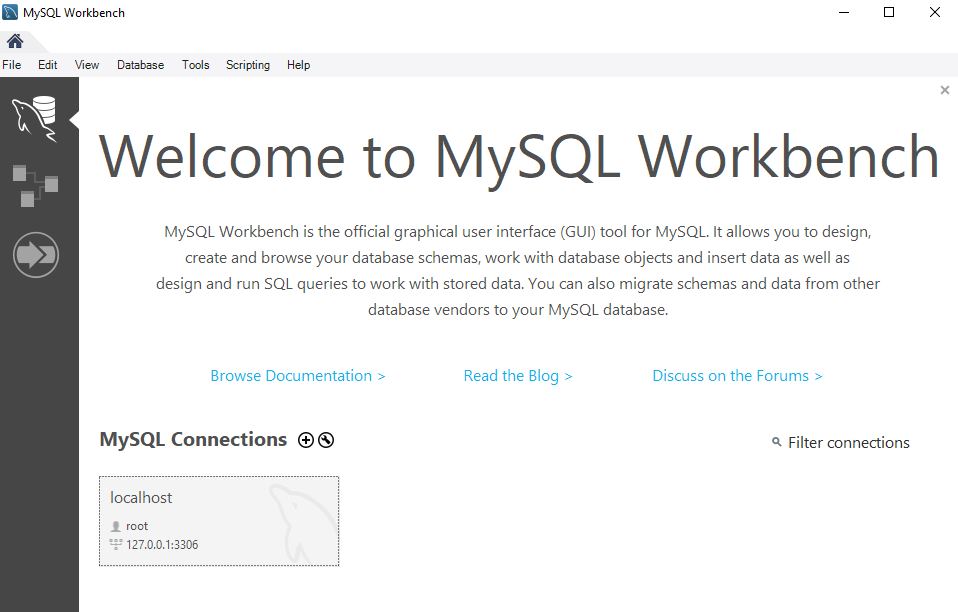 MySQL Workbench
File Edit View Database Tools Scripting Help
Welcome to MySQL Workbench
MySQL Workbench is the official graphical user interface (GUI) tool for MySQL. It allows you to design,
create and browse your database schemas, work with database objects and insert data as well as
design and run SQL queries to work with stored data. You can also migrate schemas and data from other
database vendors to your MySQL database.
Browse Documentation > Read the Blog > Discuss on the Forums >
MySQL Connections Filter connections
localhost
root
127.0.0.1:3306